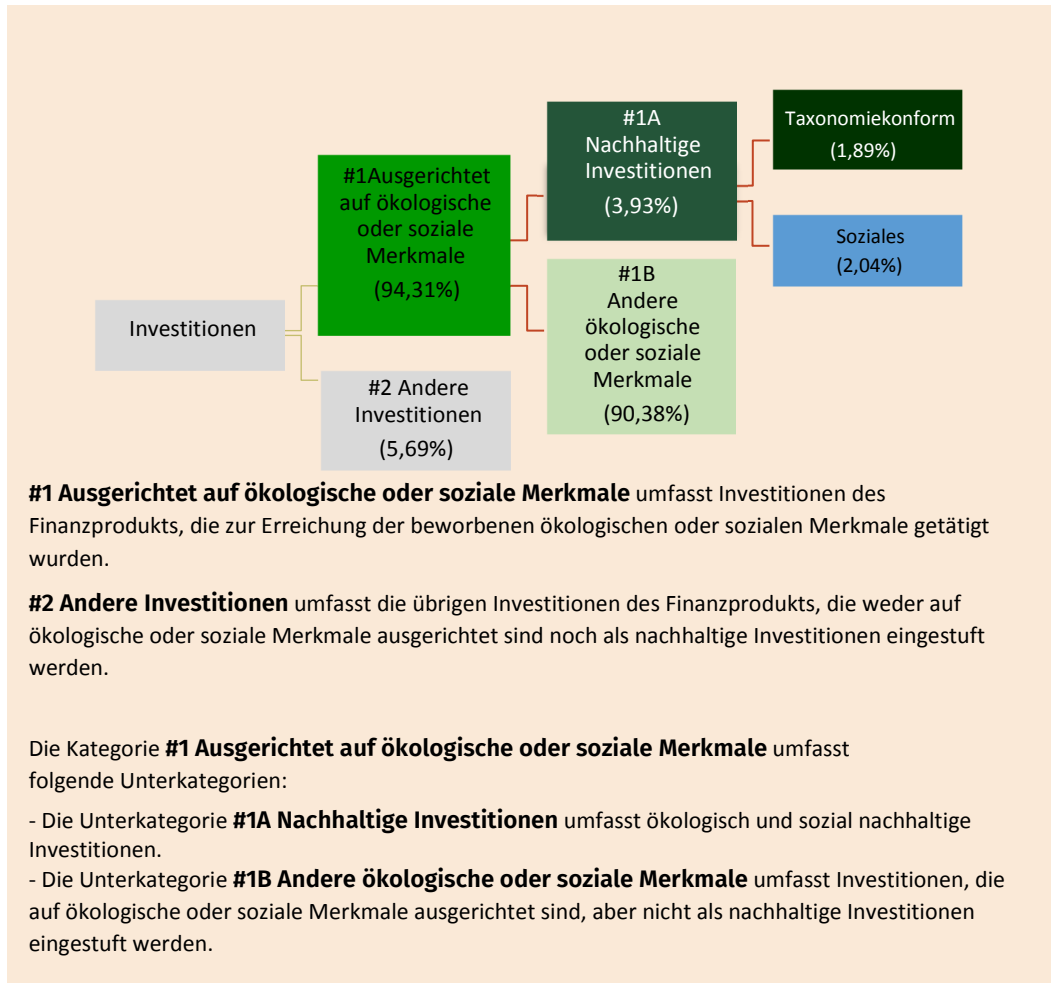 Investitionen
#1Ausgerichtet
auf ökologische
oder soziale
Merkmale
(94,31%)
#2 Andere
Investitionen
(5,69%)
#1A
Nachhaltige
Investitionen
(3,93%)
#1B
Andere
ökologische
oder soziale
Merkmale
(90,38%)
Taxonomiekonform
(1,89%)
Soziales
(2,04%)
#1 Ausgerichtet auf ökologische oder soziale Merkmale umfasst Investitionen des
Finanzprodukts, die zur Erreichung der beworbenen ökologischen oder sozialen Merkmale getätigt
wurden.
#2 Andere Investitionen umfasst die übrigen Investitionen des Finanzprodukts, die weder auf
ökologische oder soziale Merkmale ausgerichtet sind noch als nachhaltige Investitionen eingestuft
werden.
Die Kategorie #1 Ausgerichtet auf ökologische oder soziale Merkmale umfasst
folgende Unterkategorien:
- Die Unterkategorie #1A Nachhaltige Investitionen umfasst ökologisch und sozial nachhaltige
Investitionen.
- Die Unterkategorie #1B Andere ökologische oder soziale Merkmale umfasst Investitionen, die
auf ökologische oder soziale Merkmale ausgerichtet sind, aber nicht als nachhaltige Investitionen
eingestuft werden.